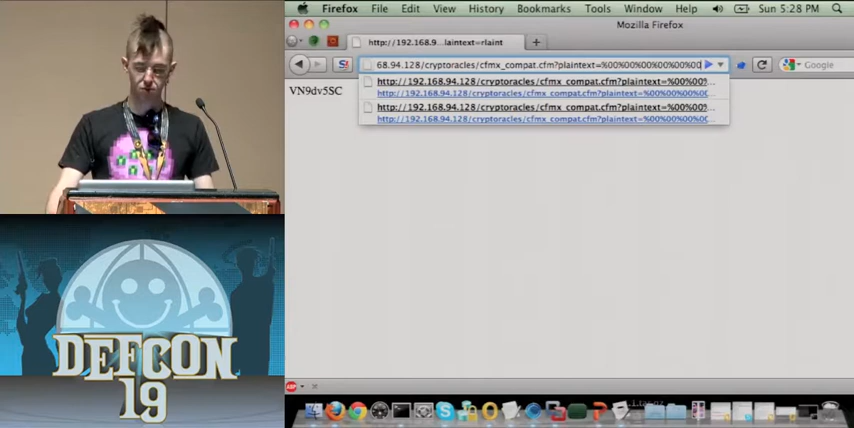 Firefox File Edit View History Bookmarks Tools Window Help Sun 5:28 PM
Mozilla Firefox
http://192.168.9...laintext=rlaint
68.94.128/cryptoracles/cfmx_compat.cfm?plaintext=%00%00%00%00%00%00%00
Google
http://192.168.94.128/cryptoracles/cfmx_compat.cfm?plaintext=%00%00%...
http://192.168.94.128/cryptoracles/cfmx_compat.cfm?plaintext=%00%00%00%0...
http://192.168.94.128/cryptoracles/cfmx_compat.cfm?plaintext=%00%00%...
http://192.168.94.128/cryptoracles/cfmx_compat.cfm?plaintext=%00%00%00%0...
VN9dv5SC
ABP
DEFCON
19